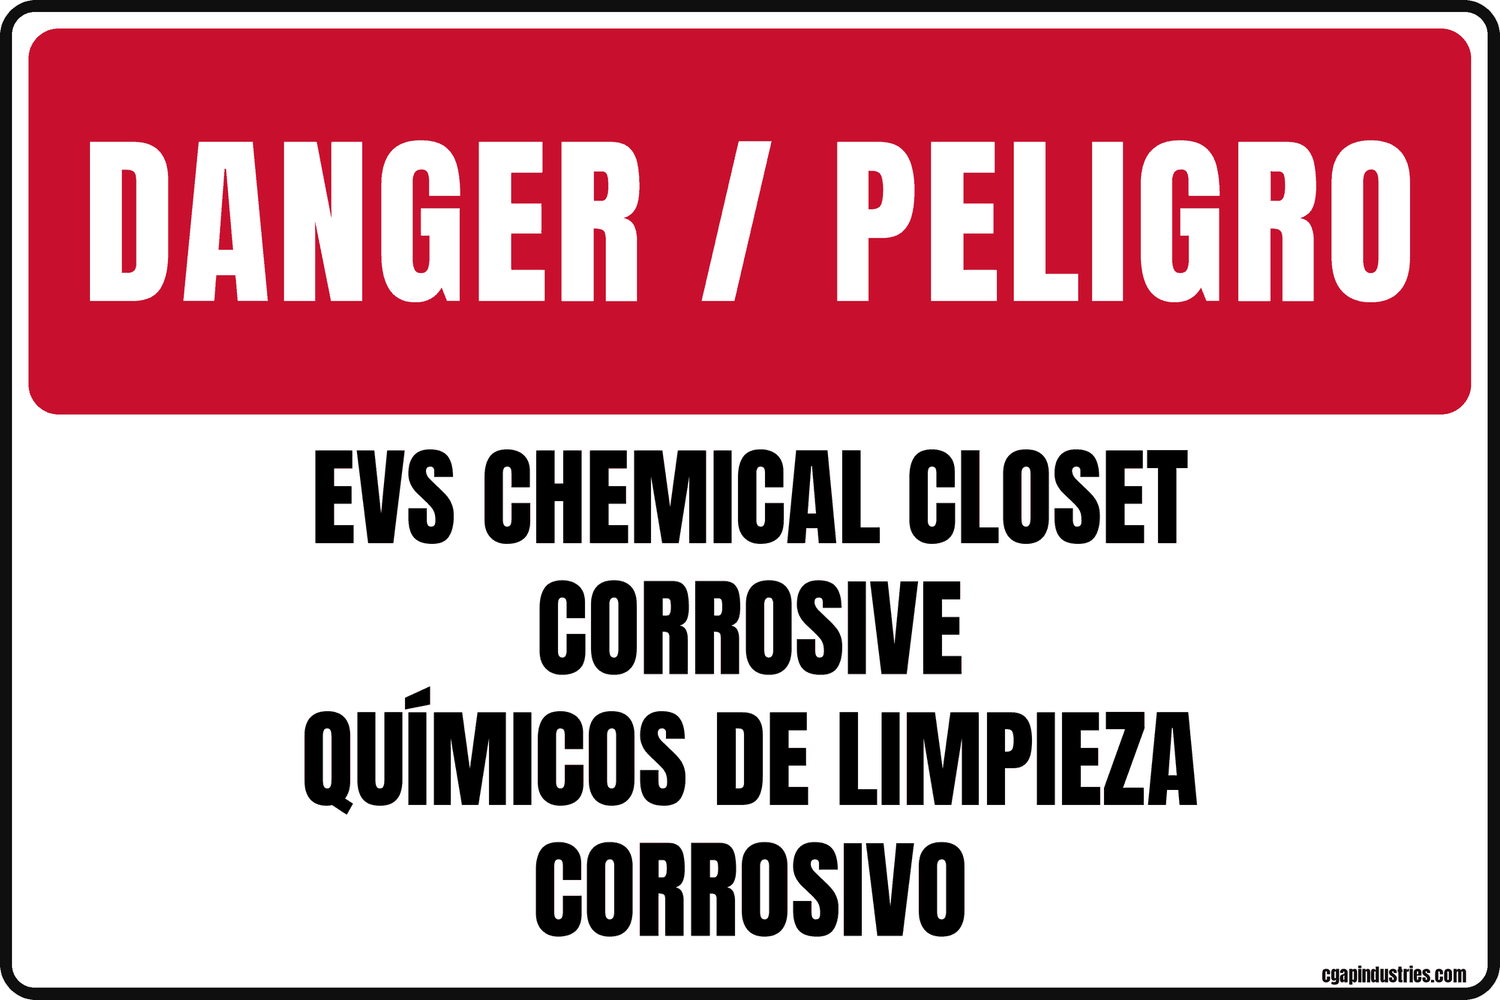 DANGER / PELIGRO
EVS CHEMICAL CLOSET
CORROSIVE
QUÍMICOS DE LIMPIEZA
CORROSIVO
cgapindustries.com